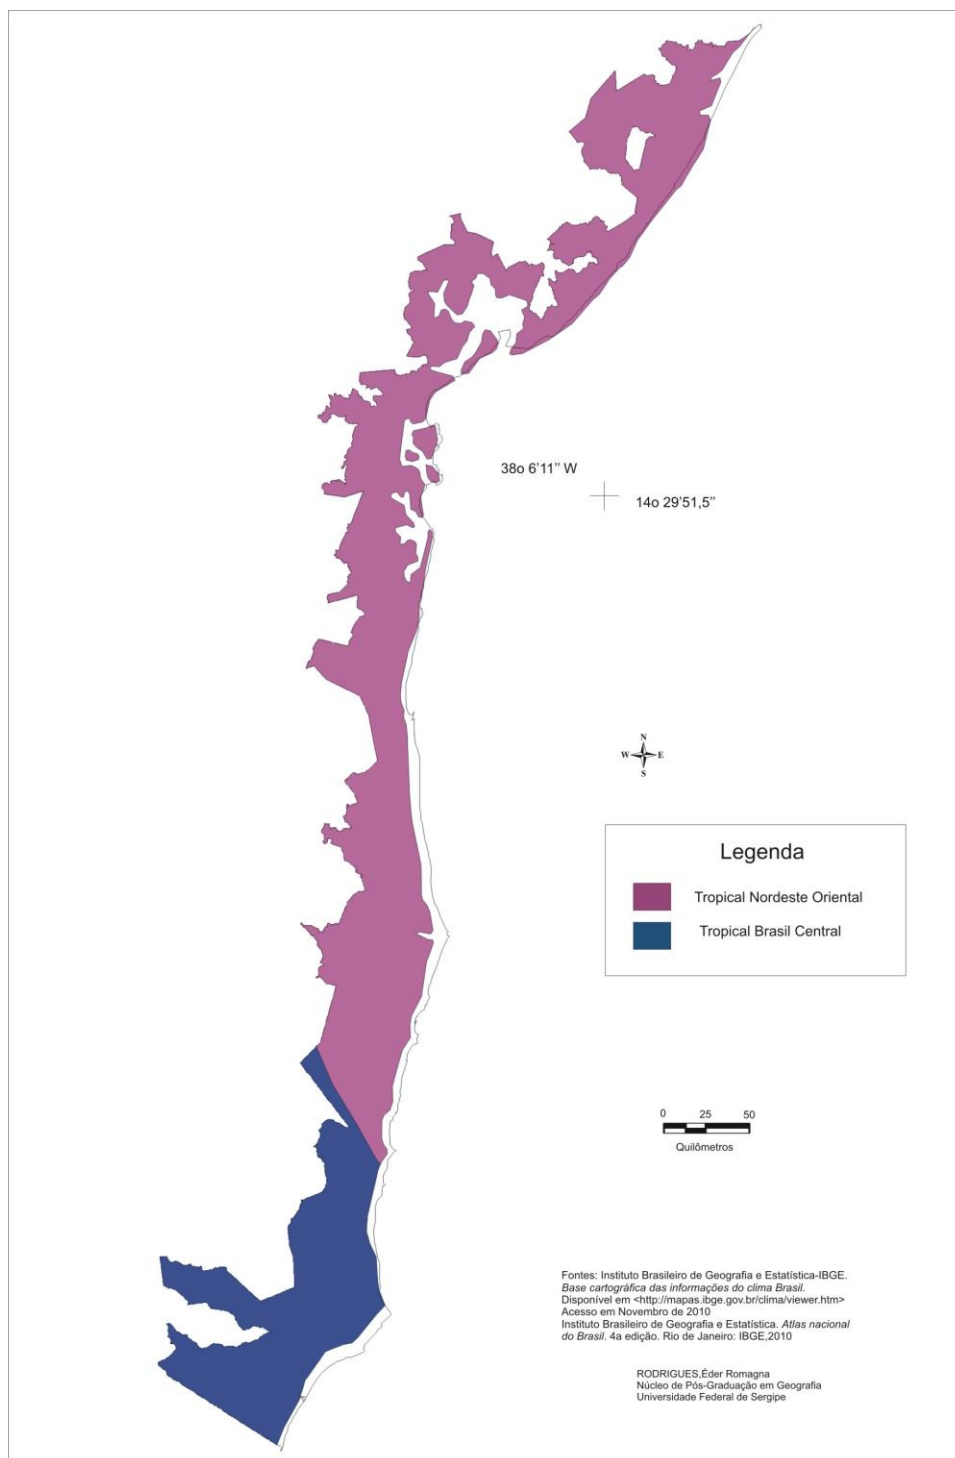 38o 6'11'' W
14o 29'51,5''
N
W E
S
Legenda
Tropical Nordeste Oriental
Tropical Brasil Central
0 25 50
Quilômetros
Fontes: Instituto Brasileiro de Geografia e Estatística-IBGE.
Base cartográfica das informações do clima Brasil.
Disponível em <http://mapas.ibge.gov.br/clima/viewer.htm>
Acesso em Novembro de 2010
Instituto Brasileiro de Geografia e Estatística. Atlas nacional
do Brasil. 4a edição. Rio de Janeiro: IBGE,2010
RODRIGUES,Éder Romagna
Núcleo de Pós-Graduação em Geografia
Universidade Federal de Sergipe